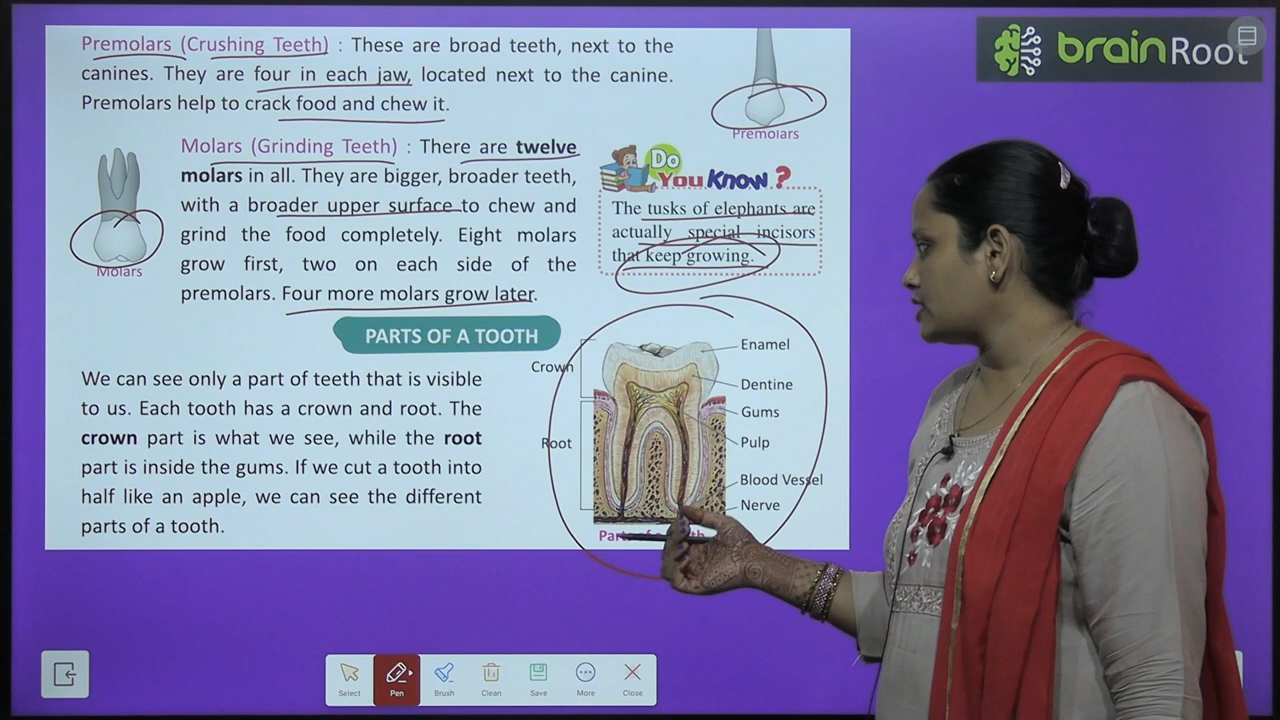 Premolars (Crushing Teeth) : These are broad teeth, next to the
canines. They are four in each jaw, located next to the canine.
Premolars help to crack food and chew it.
Premolars
brainRoot
Molars (Grinding Teeth) : There are twelve
molars in all. They are bigger, broader teeth,
with a broader upper surface to chew and
grind the food completely. Eight molars
grow first, two on each side of the
premolars. Four more molars grow later.
Molars
Do
You Know ?
The tusks of elephants are
actually special incisors
that keep growing.
PARTS OF A TOOTH
We can see only a part of teeth that is visible
to us. Each tooth has a crown and root. The
crown part is what we see, while the root
part is inside the gums. If we cut a tooth into
half like an apple, we can see the different
parts of a tooth.
Crown
Root
Enamel
Dentine
Gums
Pulp
Blood Vessel
Nerve
Select
Pen
Brush
Clean
Save
More
Close